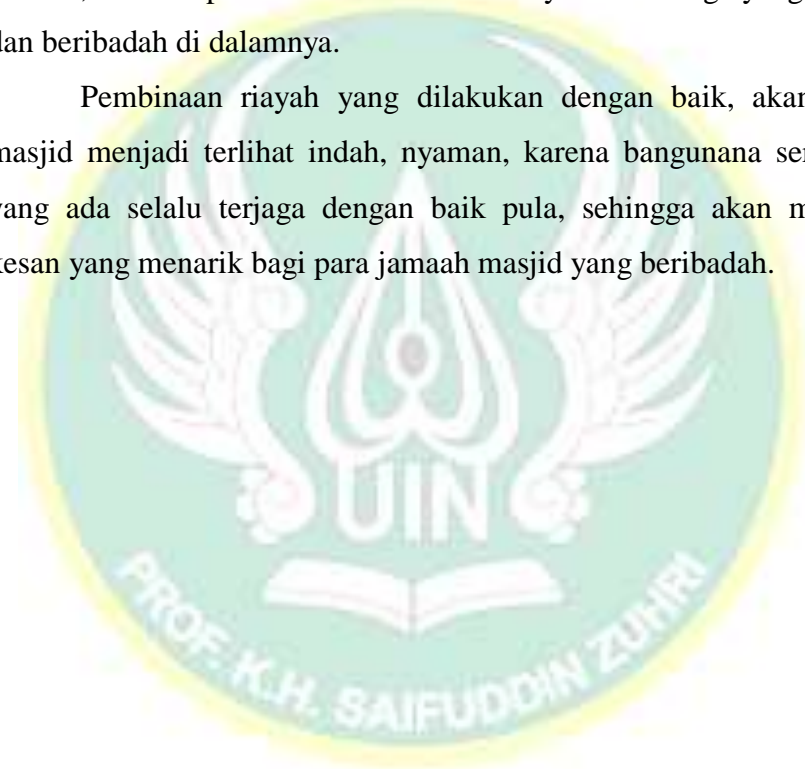 dan beribadah di dalamnya.
Pembinaan riayah yang dilakukan dengan baik, akan
masjid menjadi terlihat indah, nyaman, karena bangunana
yang ada selalu terjaga dengan baik pula, sehingga akan
kesan yang menarik bagi para jamaah masjid yang beribadah.
UIN
PROF. K.H. SAIFUDDIN ZUHRI